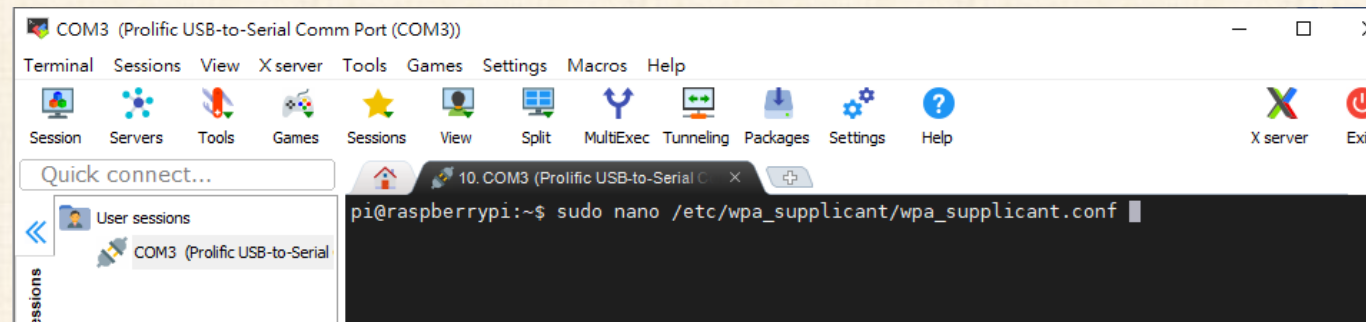 COM3 (Prolific USB-to-Serial Comm Port (COM3))
Terminal Sessions View X server Tools Games Settings Macros Help
Session Servers Tools Games Sessions View Split MultiExec Tunneling Packages Settings Help X server Exi
Quick connect...
10. COM3 (Prolific USB-to-Serial C
User sessions
COM3 (Prolific USB-to-Serial
pi@raspberrypi:~$ sudo nano /etc/wpa_supplicant/wpa_supplicant.conf